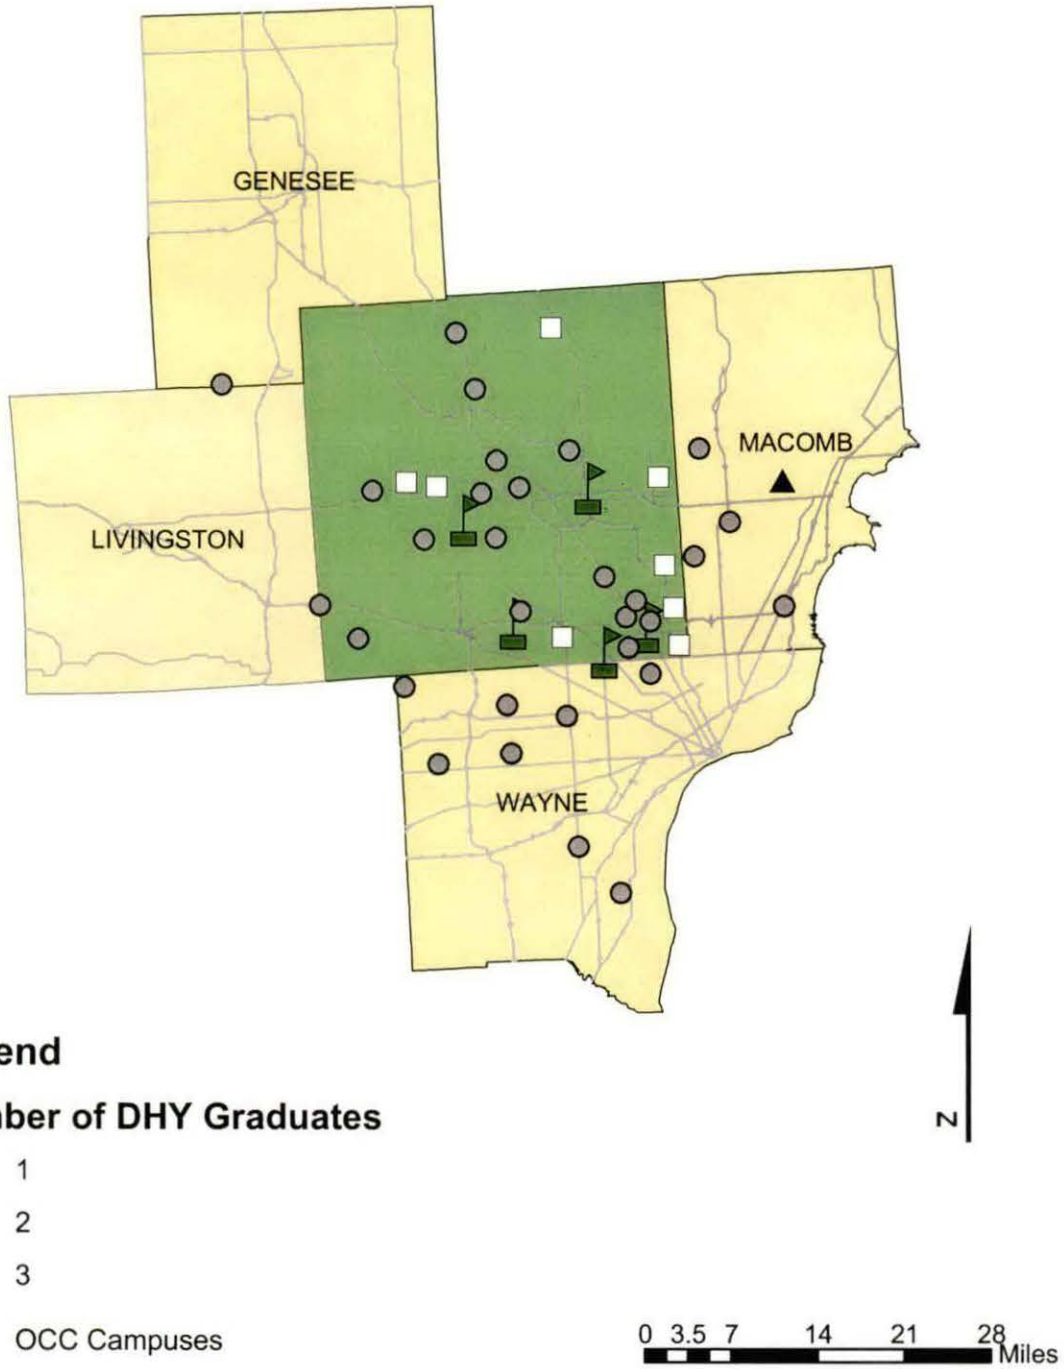 GENESEE
MACOMB
LIVINGSTON
WAYNE
N
end
ber of DHY Graduates
1
2
3
OCC Campuses
0 3.5 7 14 21 28
Miles